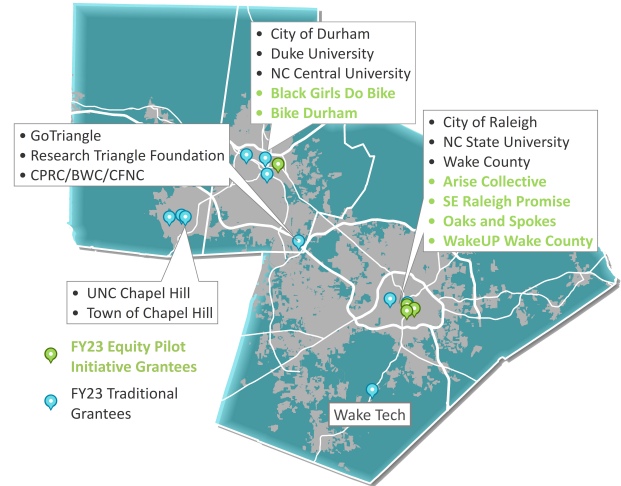 • City of Durham
• Duke University
• NC Central University
• Black Girls Do Bike
• Bike Durham
• GoTriangle
• Research Triangle Foundation
• CPRC/BWC/CFNC
• City of Raleigh
• NC State University
• Wake County
• Arise Collective
• SE Raleigh Promise
• Oaks and Spokes
• WakeUP Wake County
• UNC Chapel Hill
• Town of Chapel Hill
FY23 Equity Pilot
Initiative Grantees
FY23 Traditional
Grantees
Wake Tech